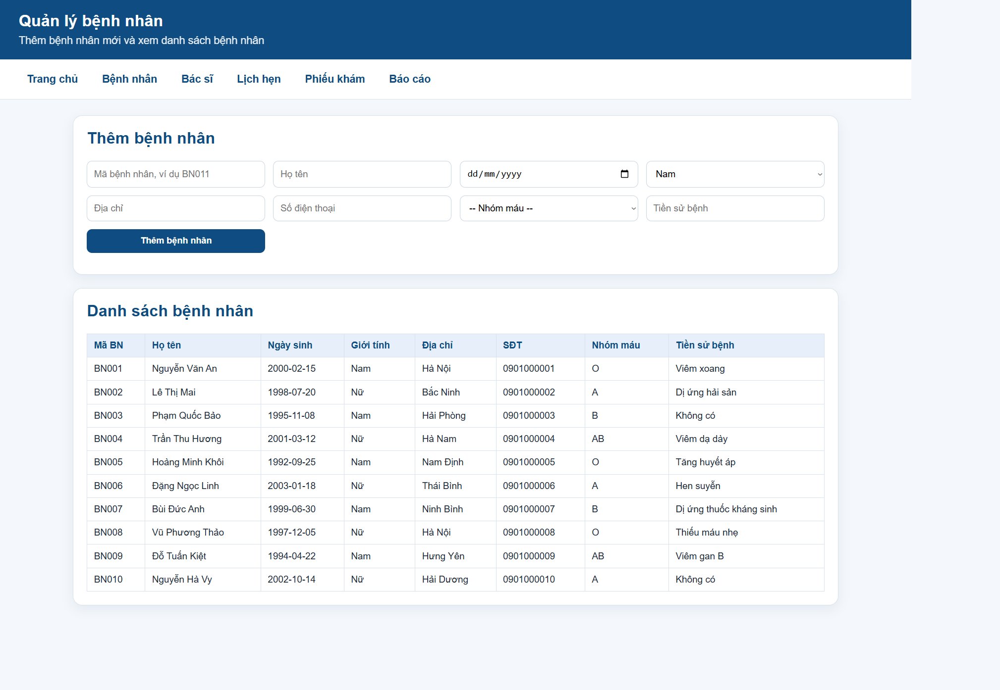 Quản lý bệnh nhân
Thêm bệnh nhân mới và xem danh sách bệnh nhân
Trang chủ Bệnh nhân Bác sĩ Lịch hẹn Phiếu khám Báo cáo
Thêm bệnh nhân
Mã bệnh nhân, ví dụ BN011 Họ tên dd/mm/yyyy Nam
Địa chỉ Số điện thoại -- Nhóm máu -- Tiền sử bệnh
Thêm bệnh nhân
Danh sách bệnh nhân
Mã BN Họ tên Ngày sinh Giới tính Địa chỉ SĐT Nhóm máu Tiền sử bệnh
BN001 Nguyễn Văn An 2000-02-15 Nam Hà Nội 0901000001 O Viêm xoang
BN002 Lê Thị Mai 1998-07-20 Nữ Bắc Ninh 0901000002 A Dị ứng hải sản
BN003 Phạm Quốc Bảo 1995-11-08 Nam Hải Phòng 0901000003 B Không có
BN004 Trần Thu Hương 2001-03-12 Nữ Hà Nam 0901000004 AB Viêm dạ dày
BN005 Hoàng Minh Khôi 1992-09-25 Nam Nam Định 0901000005 O Tăng huyết áp
BN006 Đặng Ngọc Linh 2003-01-18 Nữ Thái Bình 0901000006 A Hen suyễn
BN007 Bùi Đức Anh 1999-06-30 Nam Ninh Bình 0901000007 B Dị ứng thuốc kháng sinh
BN008 Vũ Phương Thảo 1997-12-05 Nữ Hà Nội 0901000008 O Thiếu máu nhẹ
BN009 Đỗ Tuấn Kiệt 1994-04-22 Nam Hưng Yên 0901000009 AB Viêm gan B
BN010 Nguyễn Hà Vy 2002-10-14 Nữ Hải Dương 0901000010 A Không có